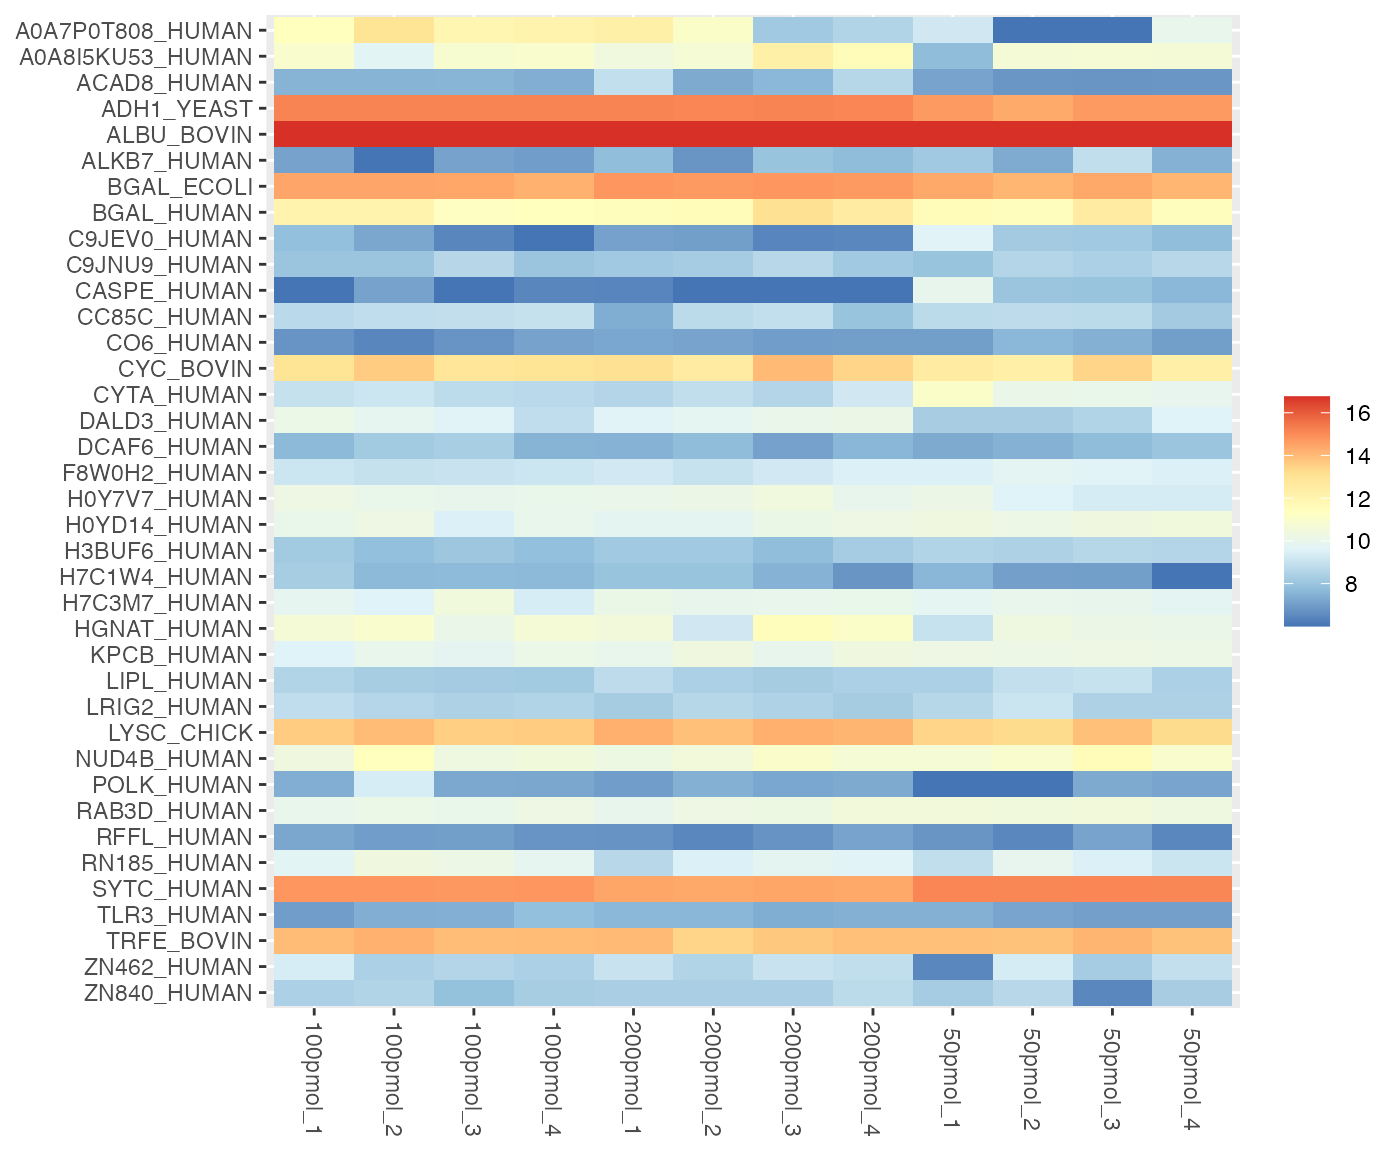 A0A7P0T808_HUMAN
A0A8I5KU53_HUMAN
ACAD8_HUMAN
ADH1_YEAST
ALBU_BOVIN
ALKB7_HUMAN
BGAL_ECOLI
BGAL_HUMAN
C9JEV0_HUMAN
C9JNU9_HUMAN
CASPE_HUMAN
CC85C_HUMAN
CO6_HUMAN
CYC_BOVIN
CYTA_HUMAN
DALD3_HUMAN
DCAF6_HUMAN
F8W0H2_HUMAN
H0Y7V7_HUMAN
H0YD14_HUMAN
H3BUF6_HUMAN
H7C1W4_HUMAN
H7C3M7_HUMAN
HGNAT_HUMAN
KPCB_HUMAN
LIPL_HUMAN
LRIG2_HUMAN
LYSC_CHICK
NUD4B_HUMAN
POLK_HUMAN
RAB3D_HUMAN
RFFL_HUMAN
RN185_HUMAN
SYTC_HUMAN
TLR3_HUMAN
TRFE_BOVIN
ZN462_HUMAN
ZN840_HUMAN
100pmol_1
100pmol_2
100pmol_3
100pmol_4
200pmol_1
200pmol_2
200pmol_3
200pmol_4
50pmol_1
50pmol_2
50pmol_3
50pmol_4
16
14
12
10
8